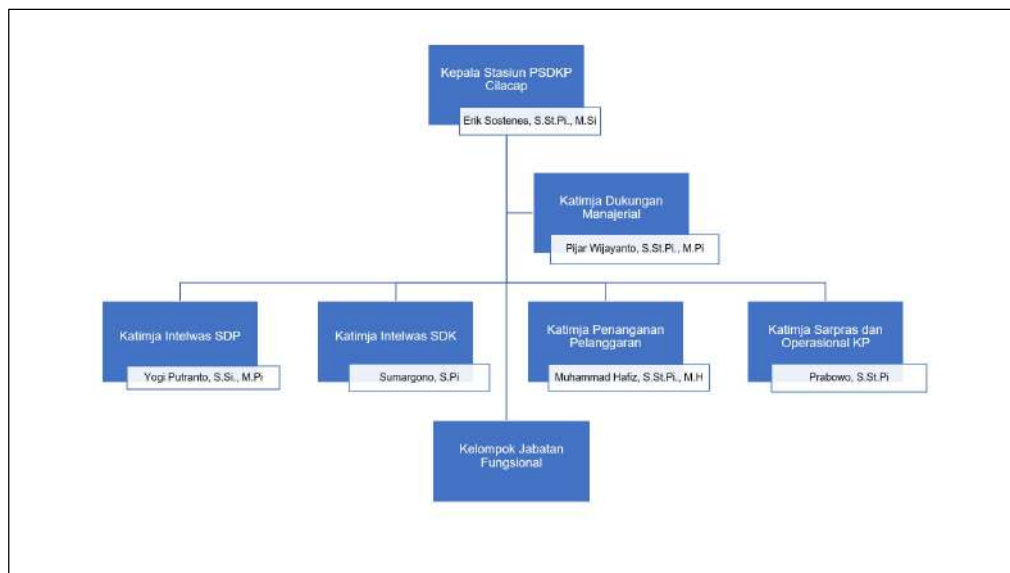 Kepala Stasiun PSDKP
Cilacap
Erik Sostenes, S.St.Pi., M.Si
Katimja Dukungan
Manajerial
Pijar Wijayanto, S.St.Pi., M.Pi
Katimja Intelwas SDP
Yogi Putranto, S.Si., M.Pi
Katimja Intelwas SDK
Sumargono, S.Pi
Katimja Penanganan
Pelanggaran
Muhammad Hafiz, S.St.Pi., M.H
Katimja Sarpras dan
Operasional KP
Prabowo, S.St.Pi
Kelompok Jabatan
Fungsional